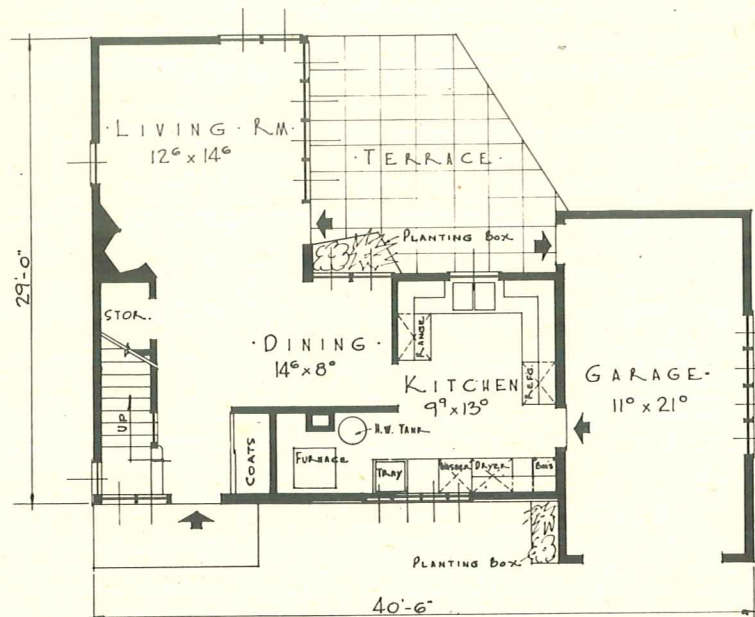 · LIVING · RM ·
12⁶ x 14⁶
· TERRACE ·
PLANTING BOX
29'-0"
STOR.
· DINING ·
14⁶ x 8⁰
RANGE
REFG.
KITCHEN
9⁹ x 13⁰
GARAGE ·
11⁰ x 21⁰
UP
COATS
H.W. TANK
FURNACE
TRAY
WASHER
DRYER
PLANTING BOX
40'-6"